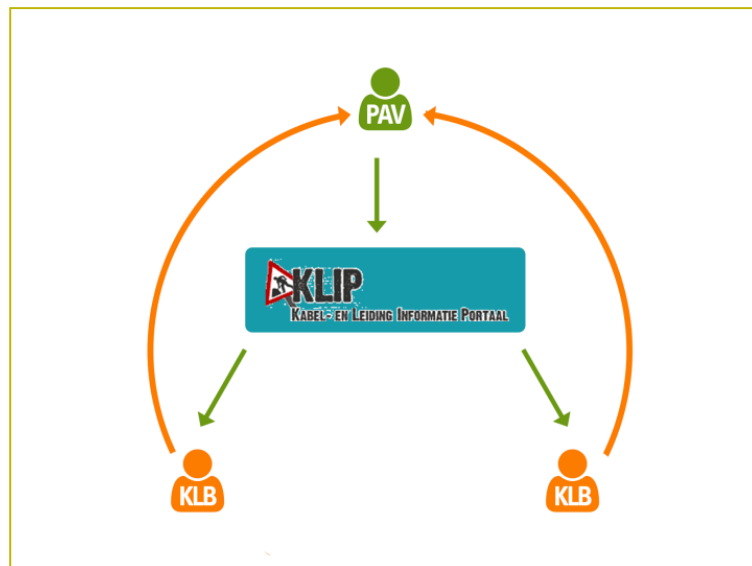 PAV
KLIP
KABEL- EN LEIDING INFORMATIE PORTAAL
KLB
KLB